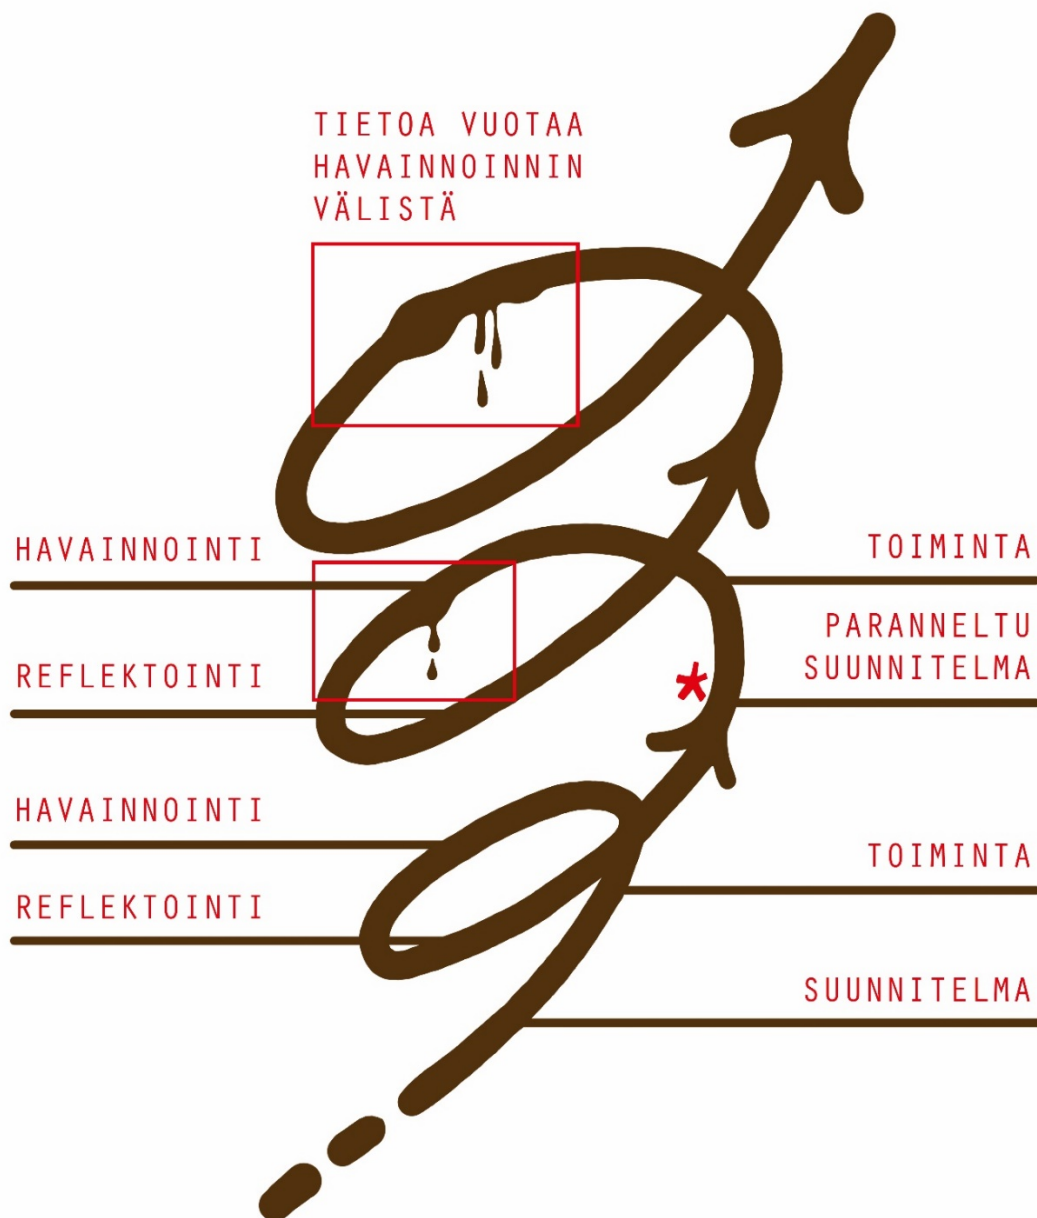 TIETOA VUOTAA
HAVAINNOINNIN
VÄLISTÄ
HAVAINNOINTI
TOIMINTA
PARANNELTU
SUUNNITELMA
REFLEKTOINTI
*
HAVAINNOINTI
TOIMINTA
REFLEKTOINTI
SUUNNITELMA